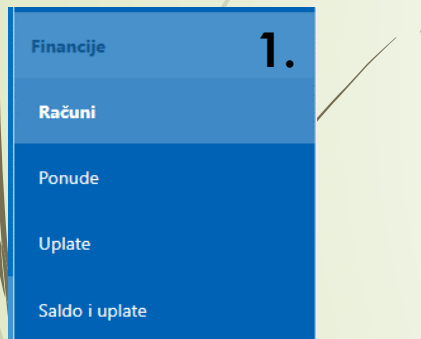 Financije 1.
Računi
Ponude
Uplate
Saldo i uplate